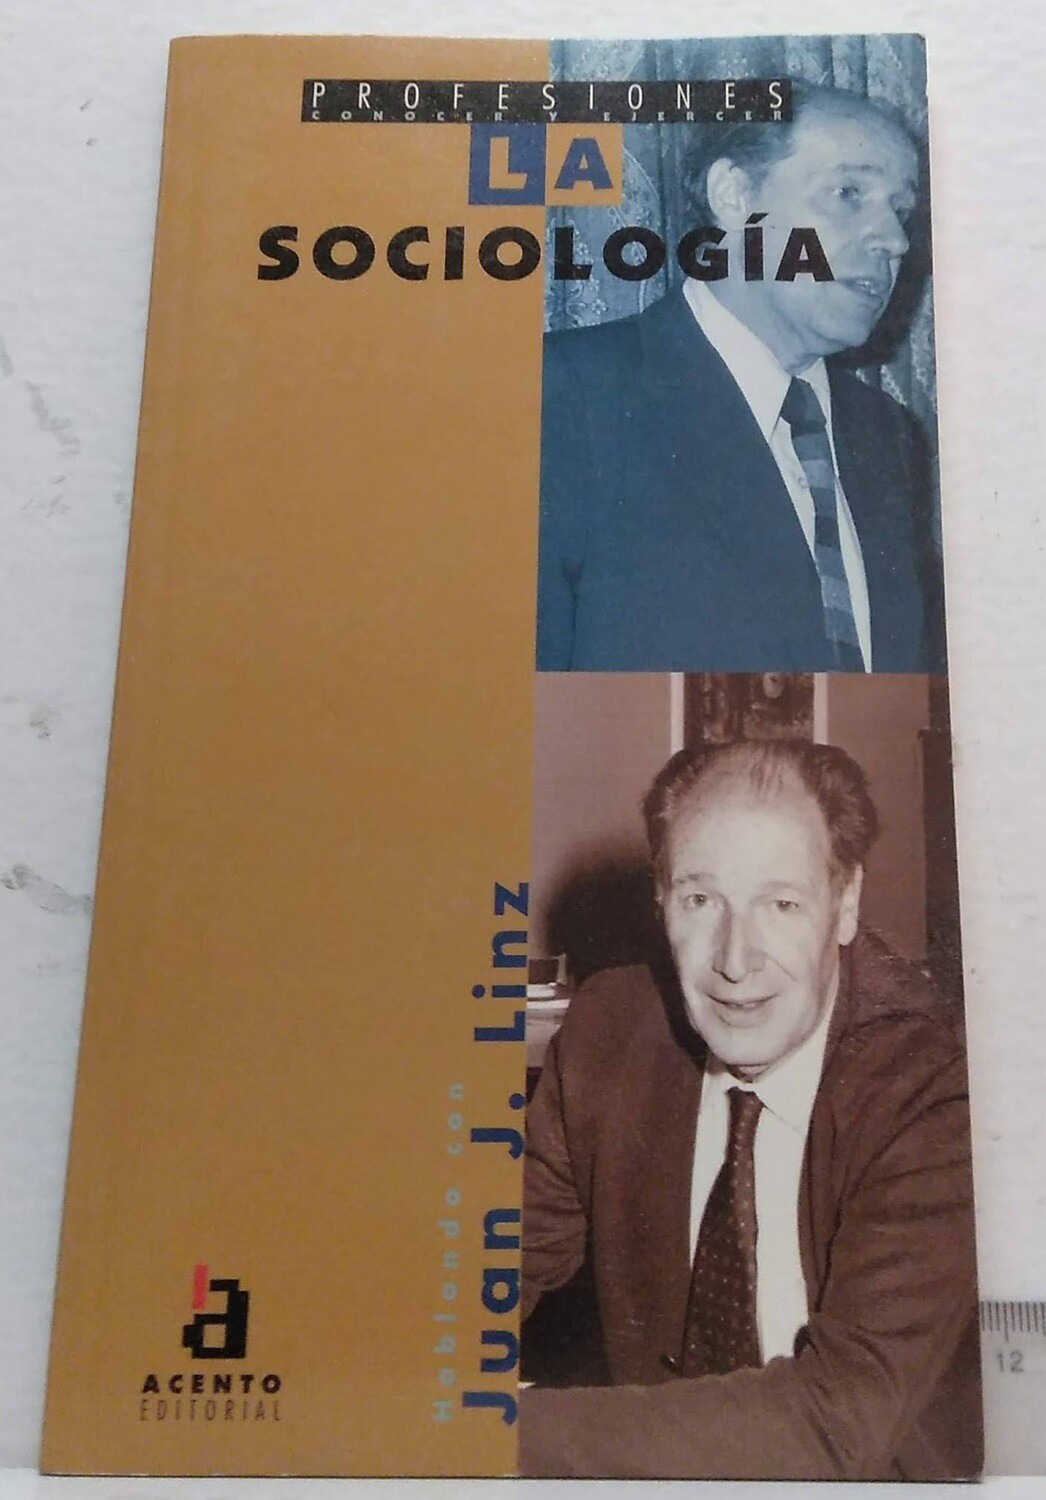 PROFESIONES
CONOCER Y EJERCER
LA
SOCIOLOGÍA
Hablando con
Juan J. Linz
a
ACENTO
EDITORIAL
12